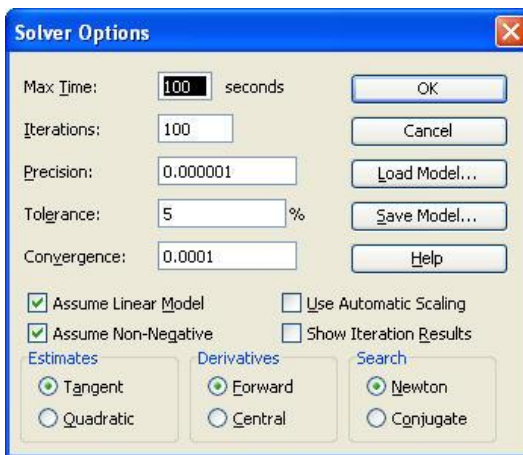 Solver Options
Max Time: 100 seconds OK
Iterations: 100 Cancel
Precision: 0.000001 Load Model...
Tolerance: 5 % Save Model...
Convergence: 0.0001 Help
Assume Linear Model Use Automatic Scaling
Assume Non-Negative Show Iteration Results
Estimates Derivatives Search
Tangent Forward Newton
Quadratic Central Conjugate